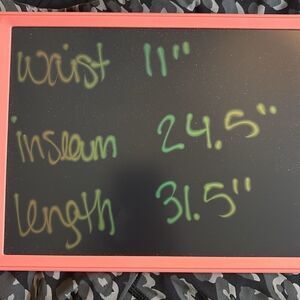 waist 11"
inseam 24.5"
length 31.5"